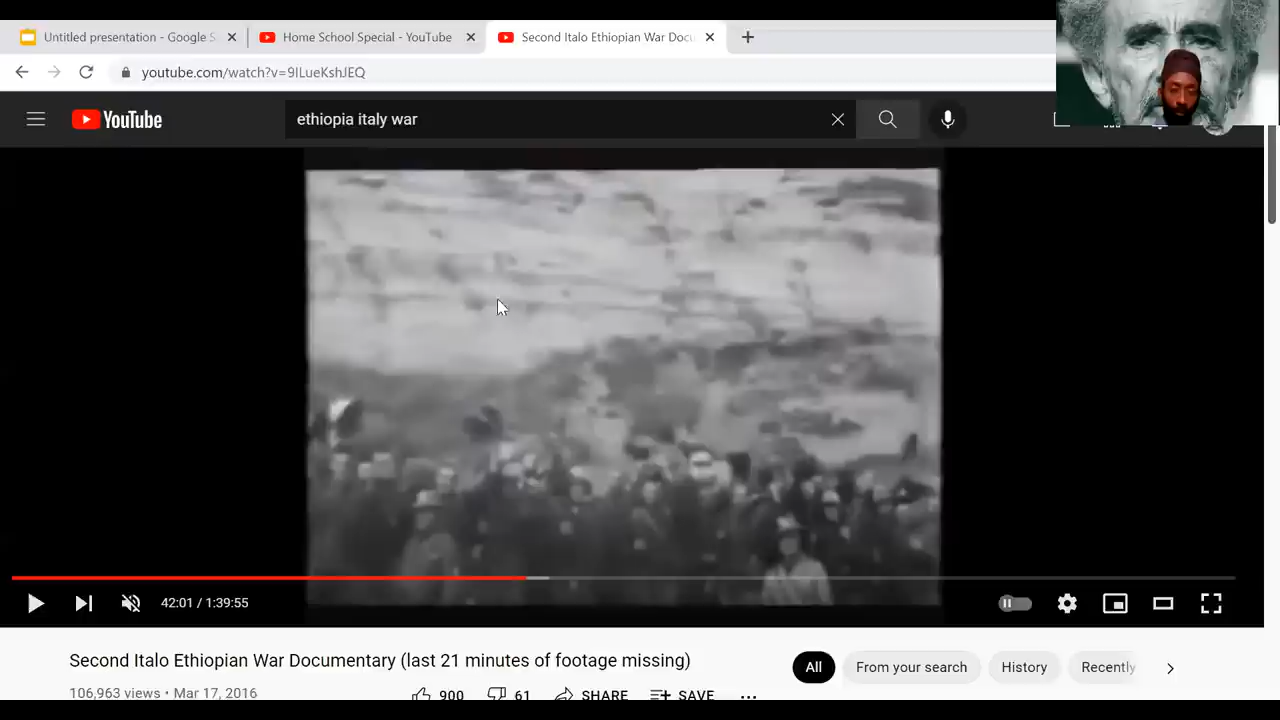 Untitled presentation - Google S
Home School Special - YouTube
Second Italo Ethiopian War Docu
youtube.com/watch?v=9ILueKshJEQ
YouTube
ethiopia italy war
42:01 / 1:39:55
Second Italo Ethiopian War Documentary (last 21 minutes of footage missing)
All
From your search
History
Recently
106,963 views • Mar 17, 2016
900
61
SHARE
SAVE